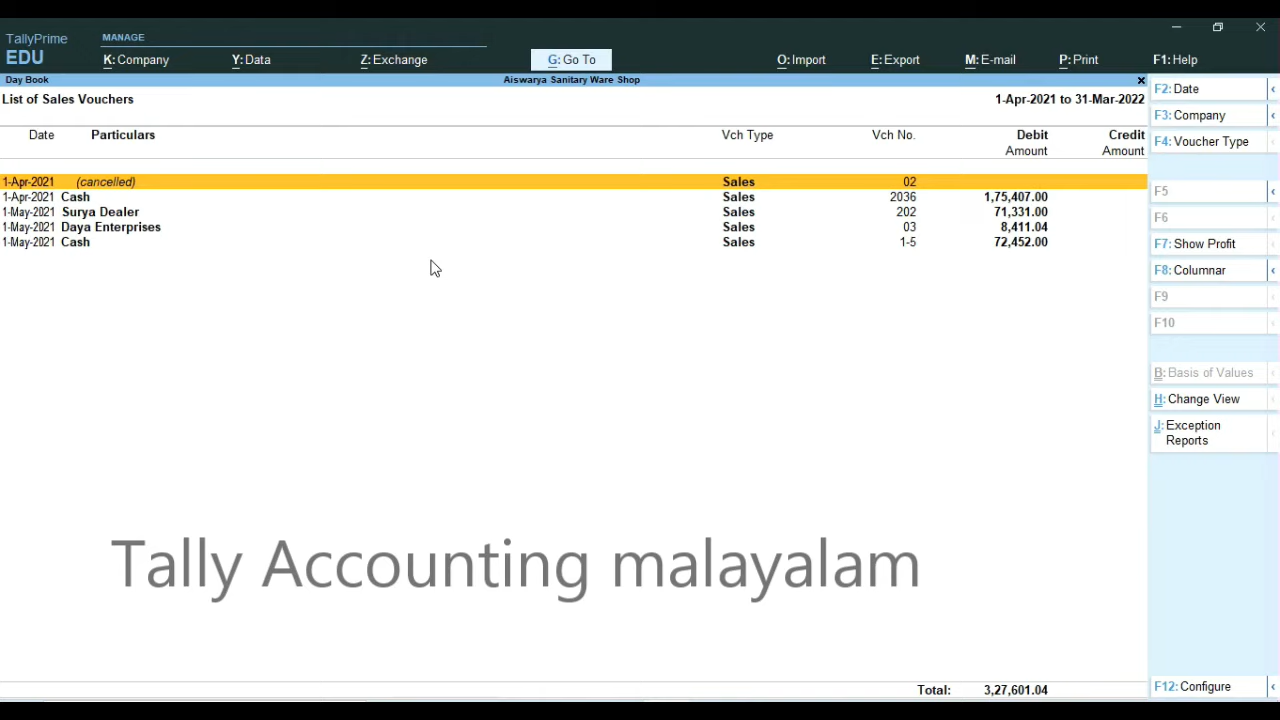 TallyPrime
EDU
MANAGE
K: Company
Y: Data
Z: Exchange
G: Go To
O: Import
E: Export
M: E-mail
P: Print
F1: Help
Day Book
Aiswarya Sanitary Ware Shop
List of Sales Vouchers
1-Apr-2021 to 31-Mar-2022
Date Particulars Vch Type Vch No. Debit Credit
Amount Amount
1-Apr-2021 (cancelled) Sales 02
1-Apr-2021 Cash Sales 2036 1,75,407.00
1-May-2021 Surya Dealer Sales 202 71,331.00
1-May-2021 Daya Enterprises Sales 03 8,411.04
1-May-2021 Cash Sales 1-5 72,452.00
Tally Accounting malayalam
Total: 3,27,601.04
F2: Date
F3: Company
F4: Voucher Type
F5
F6
F7: Show Profit
F8: Columnar
F9
F10
B: Basis of Values
H: Change View
J: Exception
Reports
F12: Configure